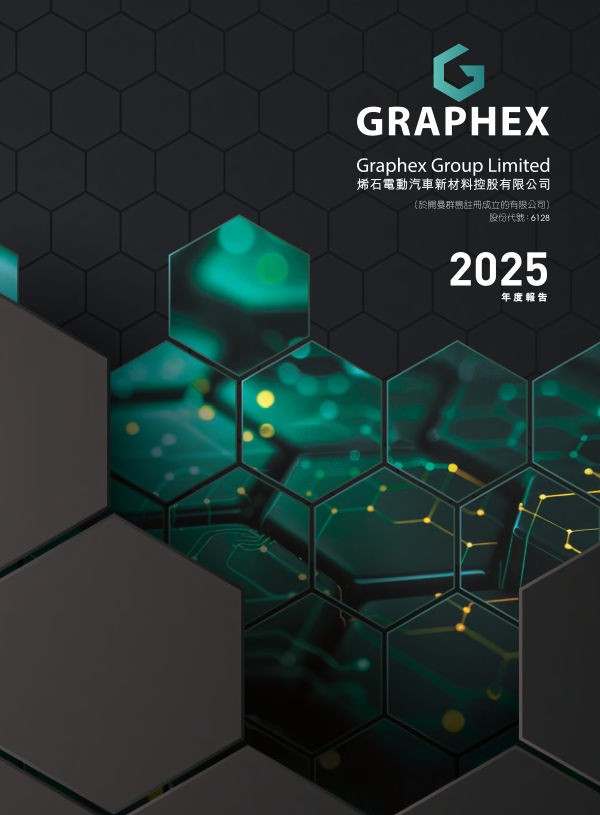 GRAPHEX
Graphex Group Limited
烯石電動汽車新材料控股有限公司
（於開曼群島註冊成立的有限公司）
股份代號：6128
2025
年度報告